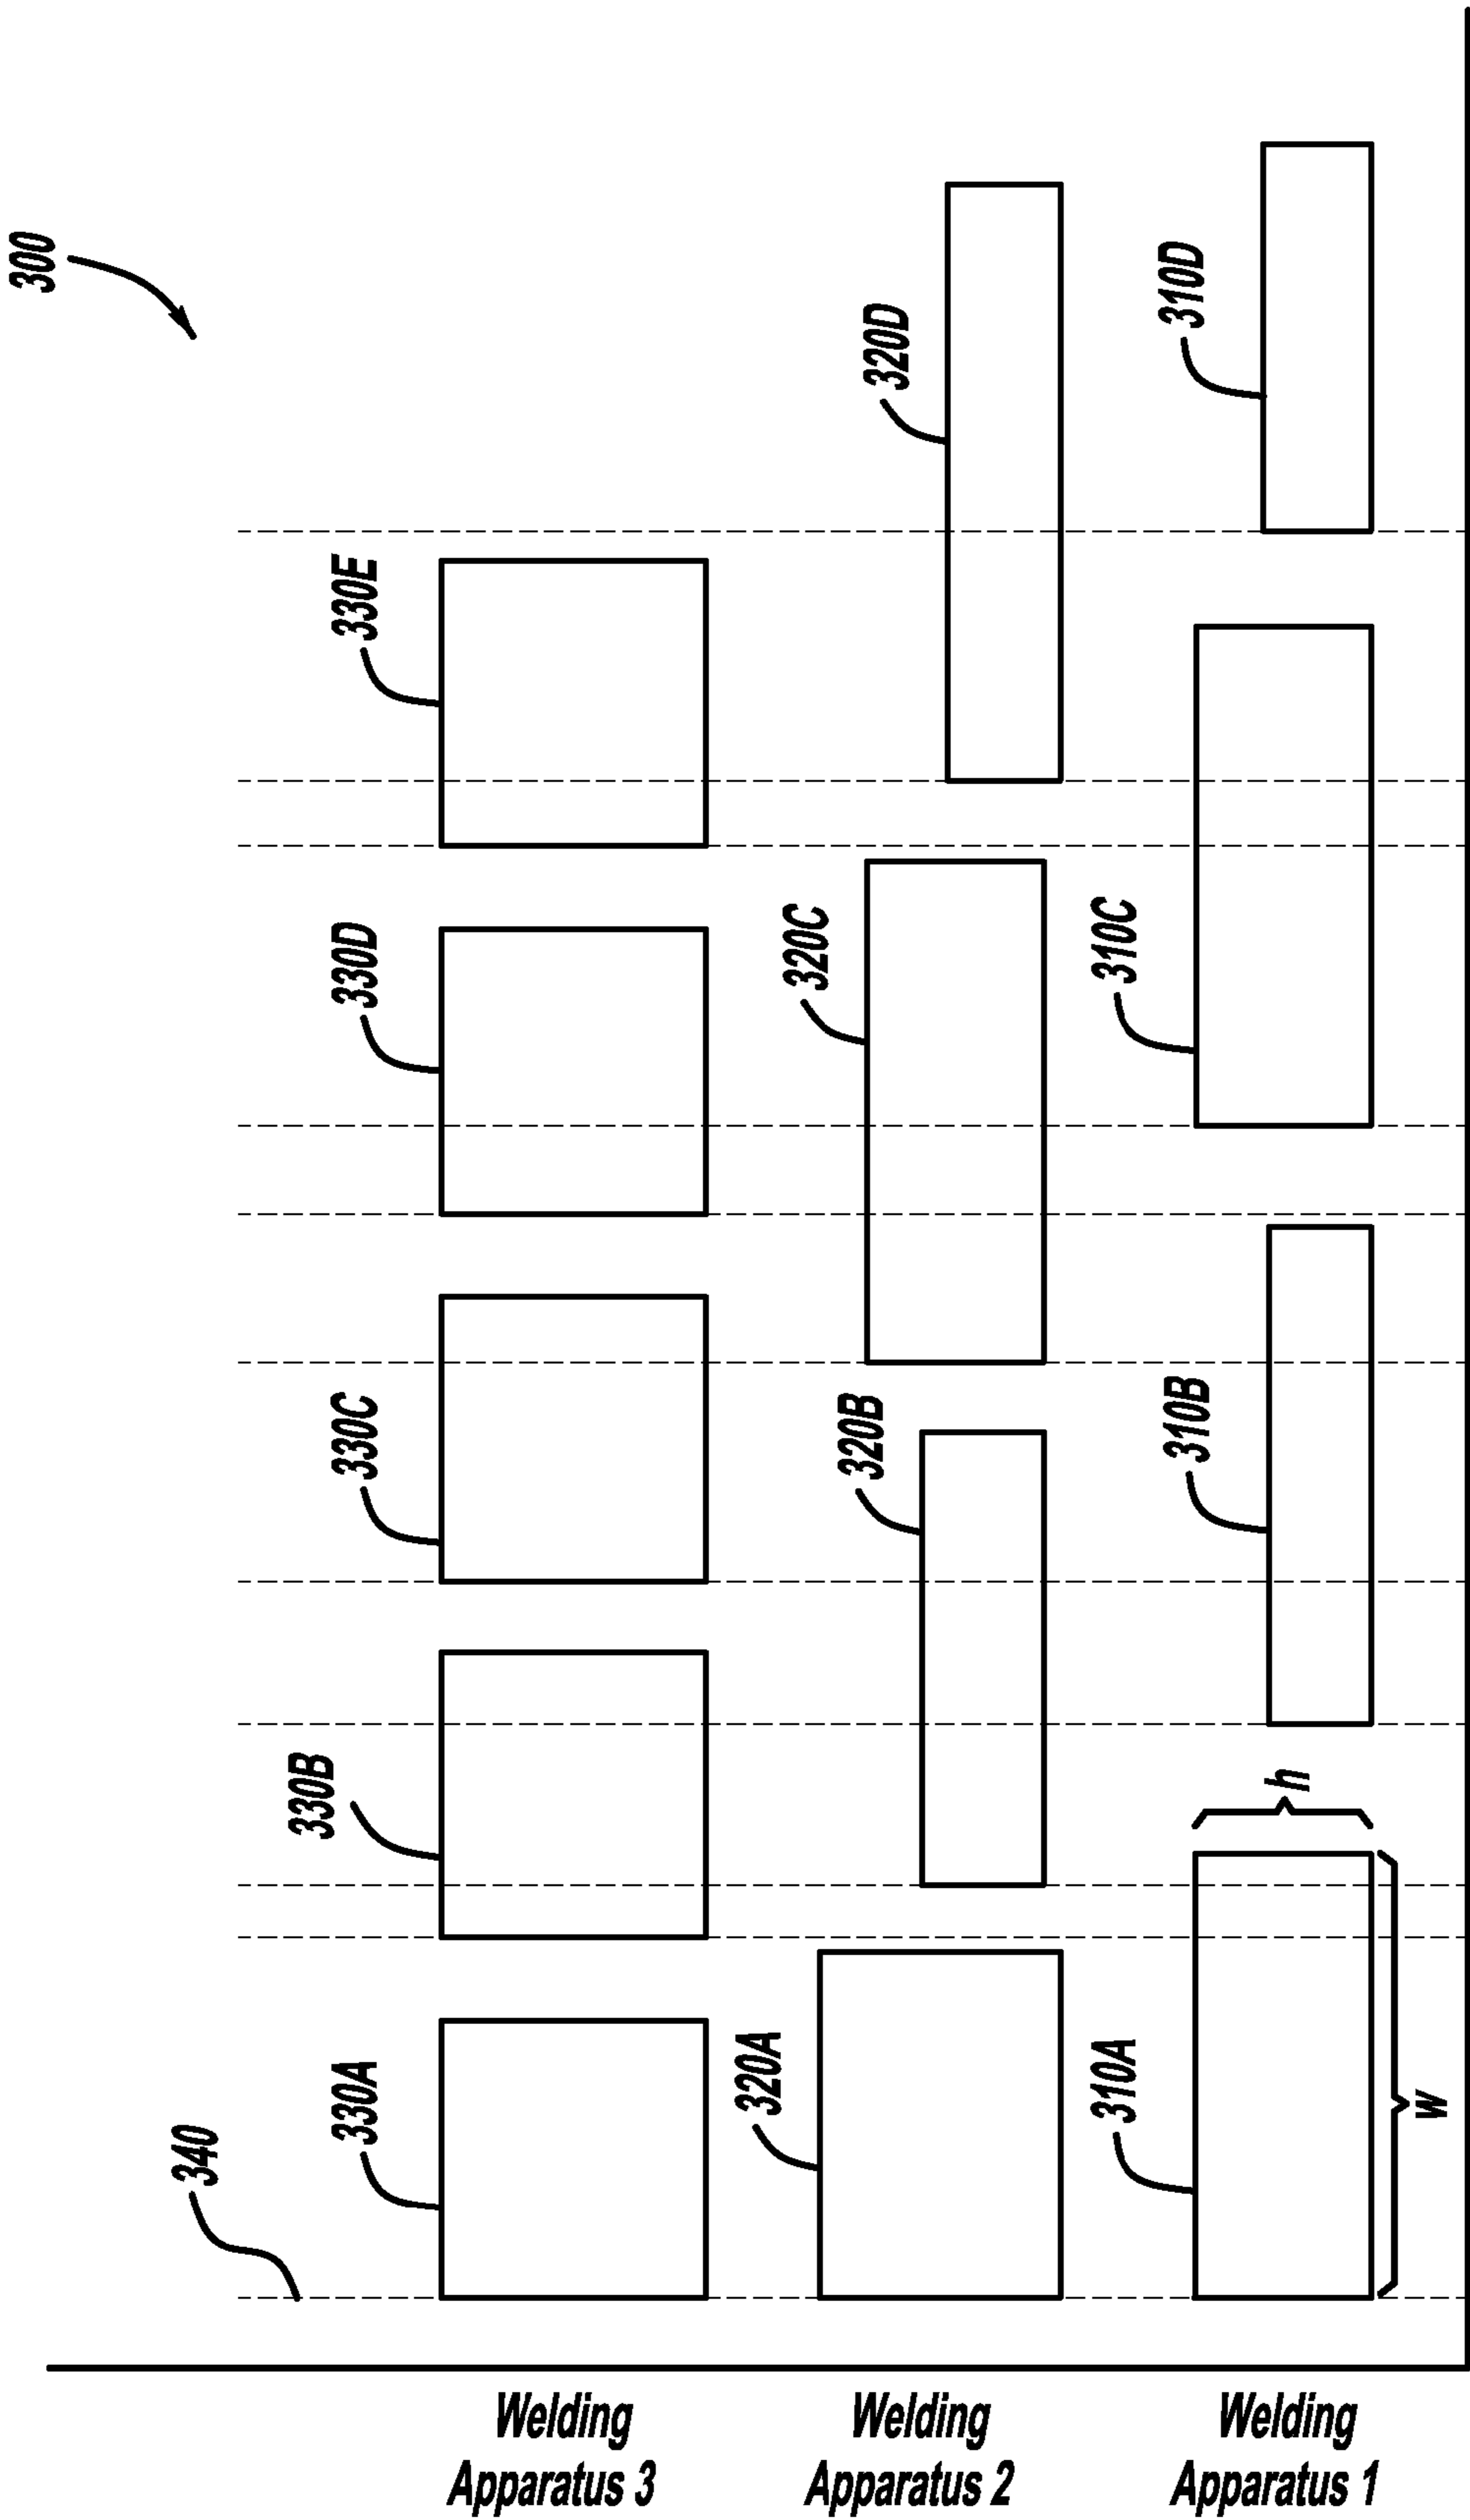 300
340
330A
330B
330C
330D
330E
Welding
Apparatus 3
320A
320B
320C
320D
Welding
Apparatus 2
310A
310B
310C
310D
h
w
Welding
Apparatus 1